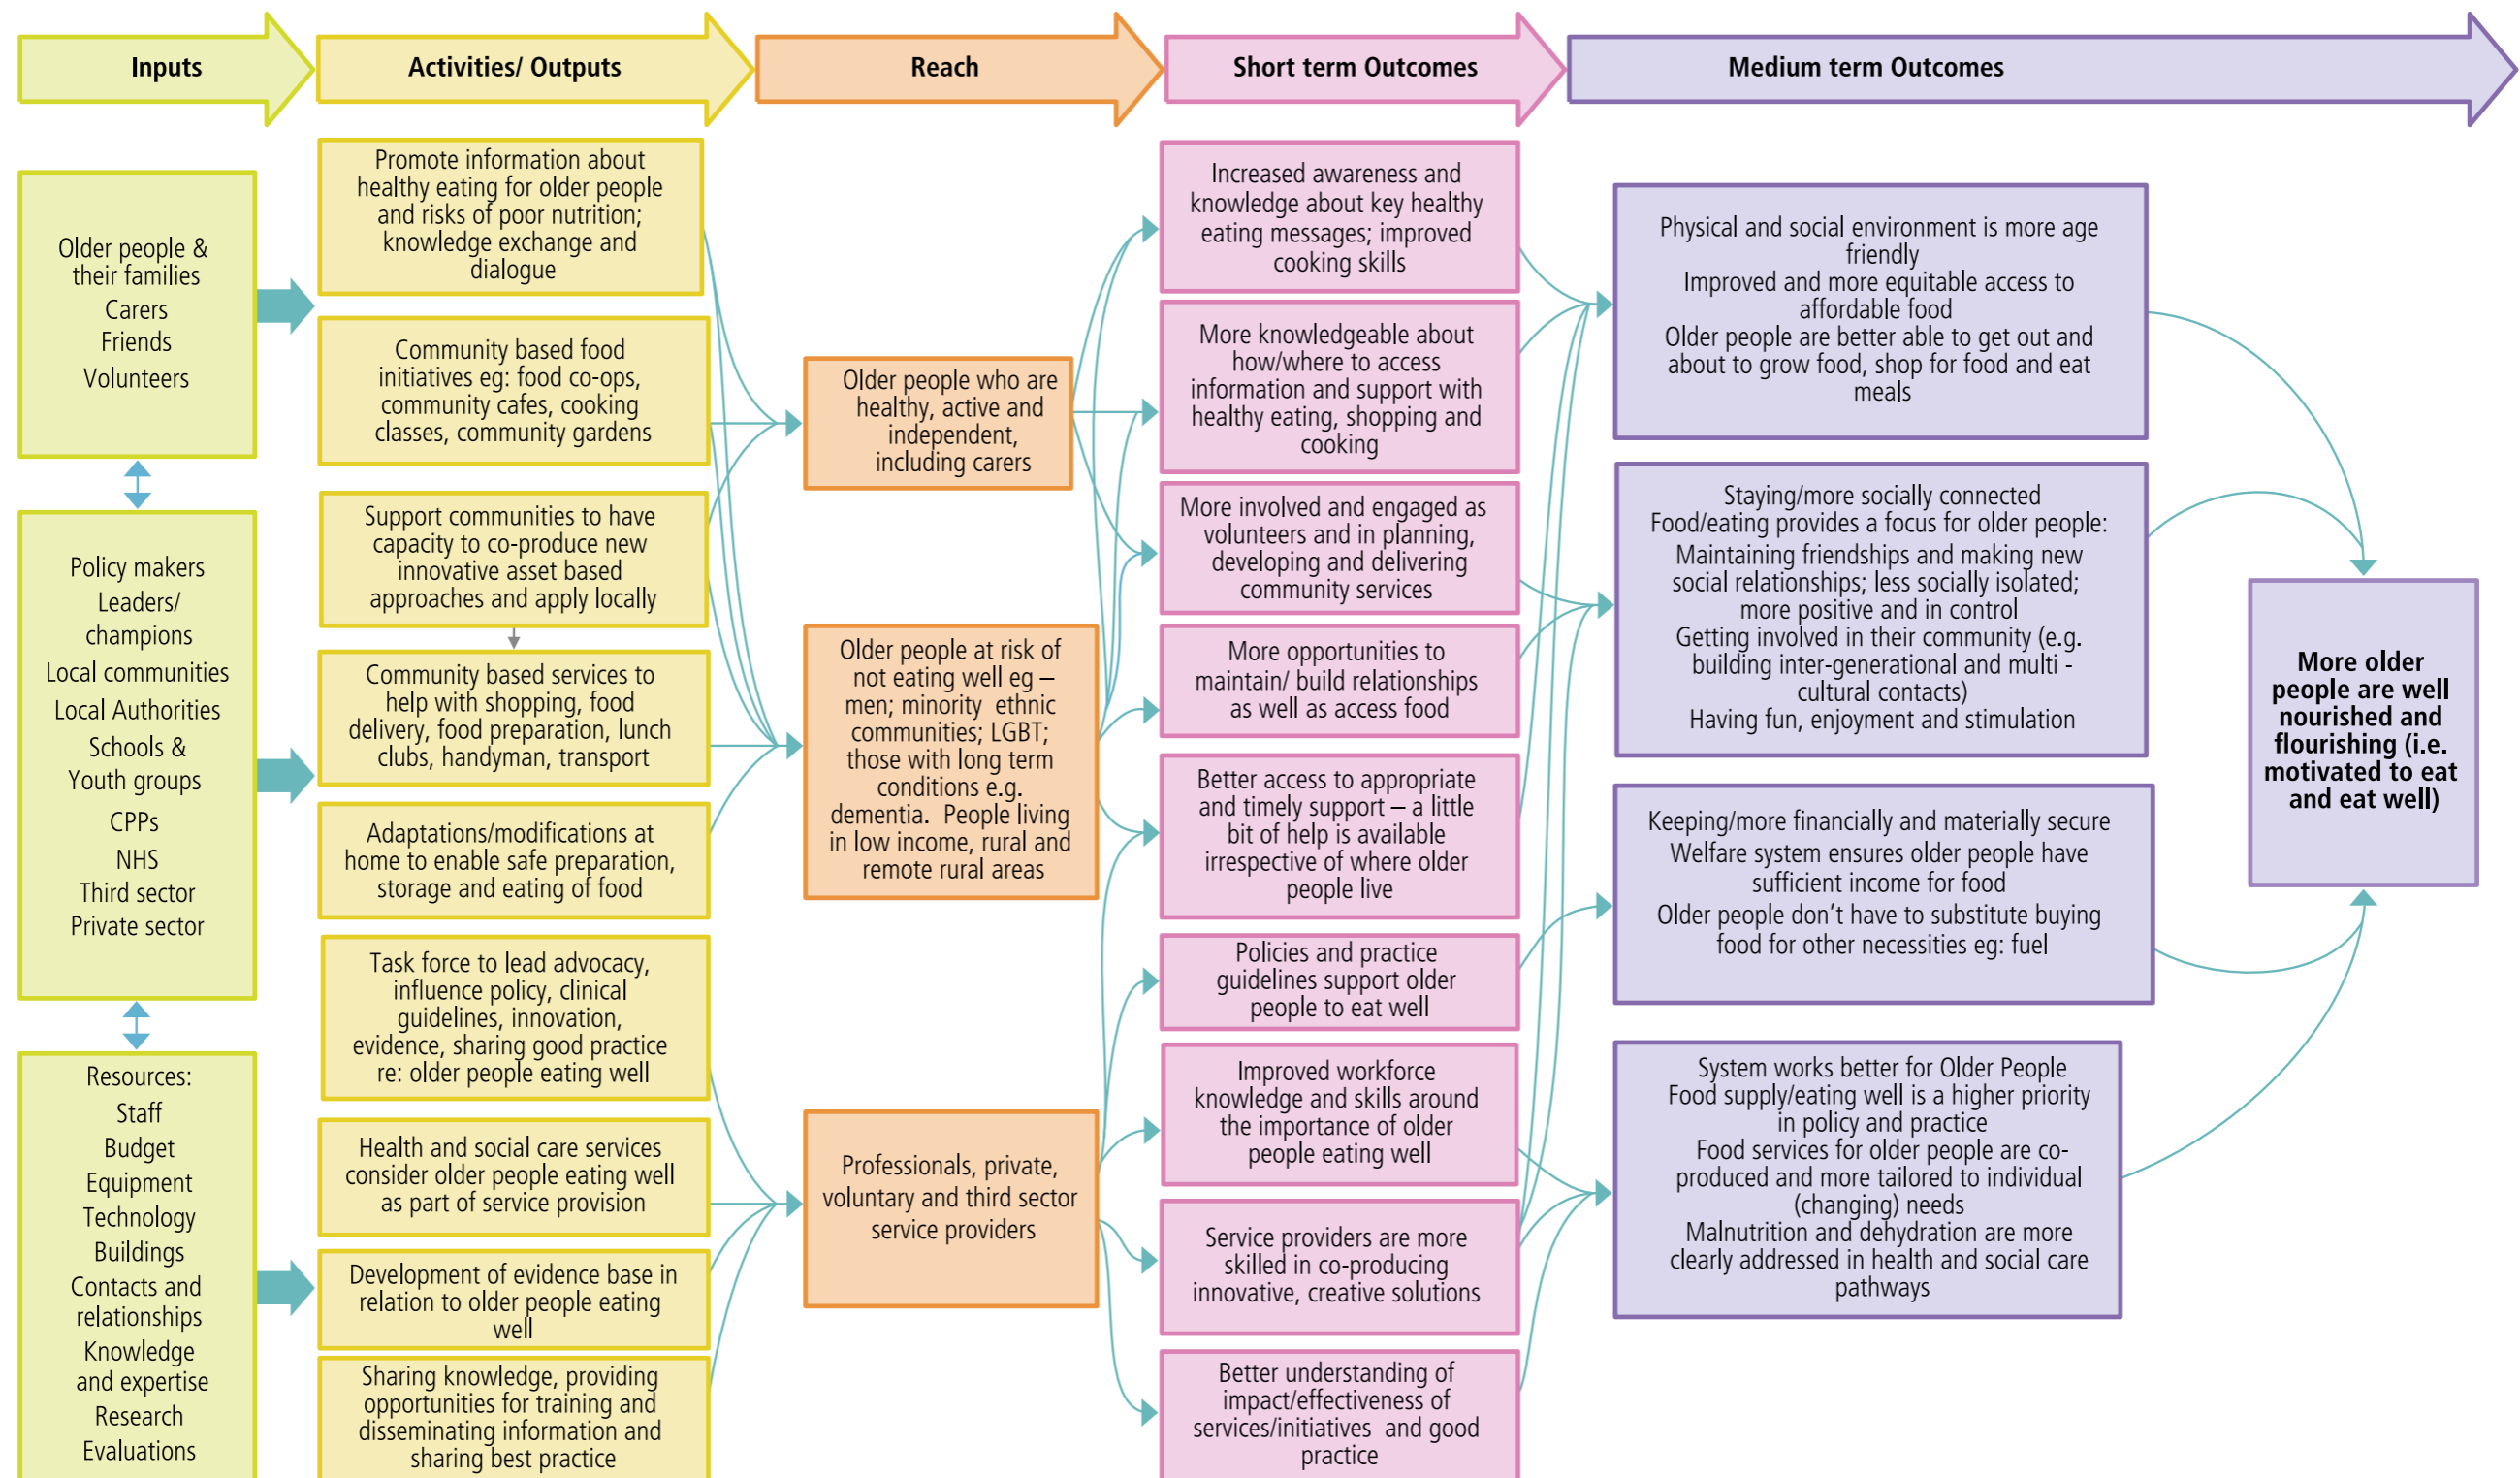 Inputs
Activities/ Outputs
Reach
Short term Outcomes
Medium term Outcomes
Older people &
their families
Carers
Friends
Volunteers
Policy makers
Leaders/
champions
Local communities
Local Authorities
Schools &
Youth groups
CPPs
NHS
Third sector
Private sector
Resources:
Staff
Budget
Equipment
Technology
Buildings
Contacts and
relationships
Knowledge
and expertise
Research
Evaluations
Promote information about
healthy eating for older people
and risks of poor nutrition;
knowledge exchange and
dialogue
Community based food
initiatives eg: food co-ops,
community cafes, cooking
classes, community gardens
Support communities to have
capacity to co-produce new
innovative asset based
approaches and apply locally
Community based services to
help with shopping, food
delivery, food preparation, lunch
clubs, handyman, transport
Adaptations/modifications at
home to enable safe preparation,
storage and eating of food
Task force to lead advocacy,
influence policy, clinical
guidelines, innovation,
evidence, sharing good practice
re: older people eating well
Health and social care services
consider older people eating well
as part of service provision
Development of evidence base in
relation to older people eating
well
Sharing knowledge, providing
opportunities for training and
disseminating information and
sharing best practice
Older people who are
healthy, active and
independent,
including carers
Older people at risk of
not eating well eg –
men; minority ethnic
communities; LGBT;
those with long term
conditions e.g.
dementia. People living
in low income, rural and
remote rural areas
Professionals, private,
voluntary and third sector
service providers
Increased awareness and
knowledge about key healthy
eating messages; improved
cooking skills
More knowledgeable about
how/where to access
information and support with
healthy eating, shopping and
cooking
More involved and engaged as
volunteers and in planning,
developing and delivering
community services
More opportunities to
maintain/ build relationships
as well as access food
Better access to appropriate
and timely support – a little
bit of help is available
irrespective of where older
people live
Policies and practice
guidelines support older
people to eat well
Improved workforce
knowledge and skills around
the importance of older
people eating well
Service providers are more
skilled in co-producing
innovative, creative solutions
Better understanding of
impact/effectiveness of
services/initiatives and good
practice
Physical and social environment is more age
friendly
Improved and more equitable access to
affordable food
Older people are better able to get out and
about to grow food, shop for food and eat
meals
Staying/more socially connected
Food/eating provides a focus for older people:
Maintaining friendships and making new
social relationships; less socially isolated;
more positive and in control
Getting involved in their community (e.g.
building inter-generational and multi -
cultural contacts)
Having fun, enjoyment and stimulation
Keeping/more financially and materially secure
Welfare system ensures older people have
sufficient income for food
Older people don't have to substitute buying
food for other necessities eg: fuel
System works better for Older People
Food supply/eating well is a higher priority
in policy and practice
Food services for older people are co-
produced and more tailored to individual
(changing) needs
Malnutrition and dehydration are more
clearly addressed in health and social care
pathways
More older
people are well
nourished and
flourishing (i.e.
motivated to eat
and eat well)